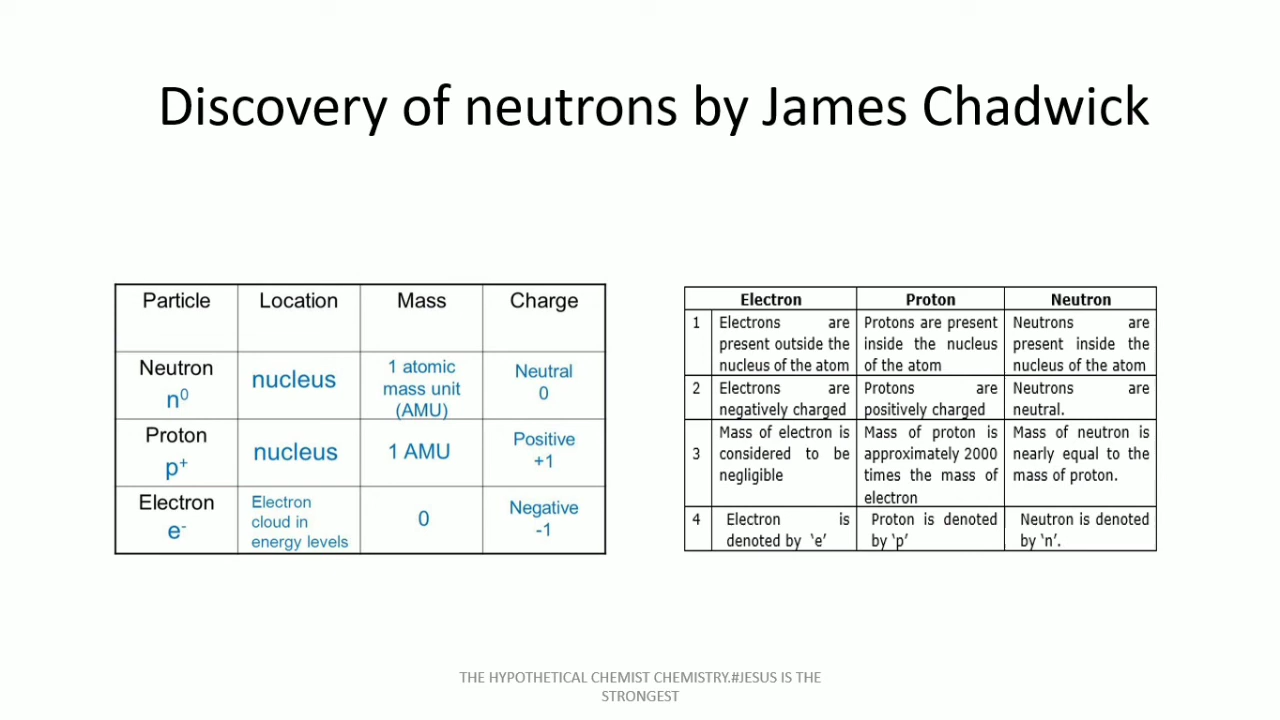 Discovery of neutrons by James Chadwick
Particle Location Mass Charge
Neutron
n⁰
nucleus
1 atomic
mass unit
(AMU)
Neutral
0
Proton
p⁺
nucleus
1 AMU
Positive
+1
Electron
e⁻
Electron
cloud in
energy levels
0
Negative
-1
Electron Proton Neutron
1
Electrons are
present outside the
nucleus of the atom
Protons are present
inside the nucleus
of the atom
Neutrons are
present inside the
nucleus of the atom
2
Electrons are
negatively charged
Protons are
positively charged
Neutrons are
neutral.
3
Mass of electron is
considered to be
negligible
Mass of proton is
approximately 2000
times the mass of
electron
Mass of neutron is
nearly equal to the
mass of proton.
4
Electron is
denoted by ‘e’
Proton is denoted
by ‘p’
Neutron is denoted
by ‘n’.
THE HYPOTHETICAL CHEMIST CHEMISTRY.#JESUS IS THE
STRONGEST